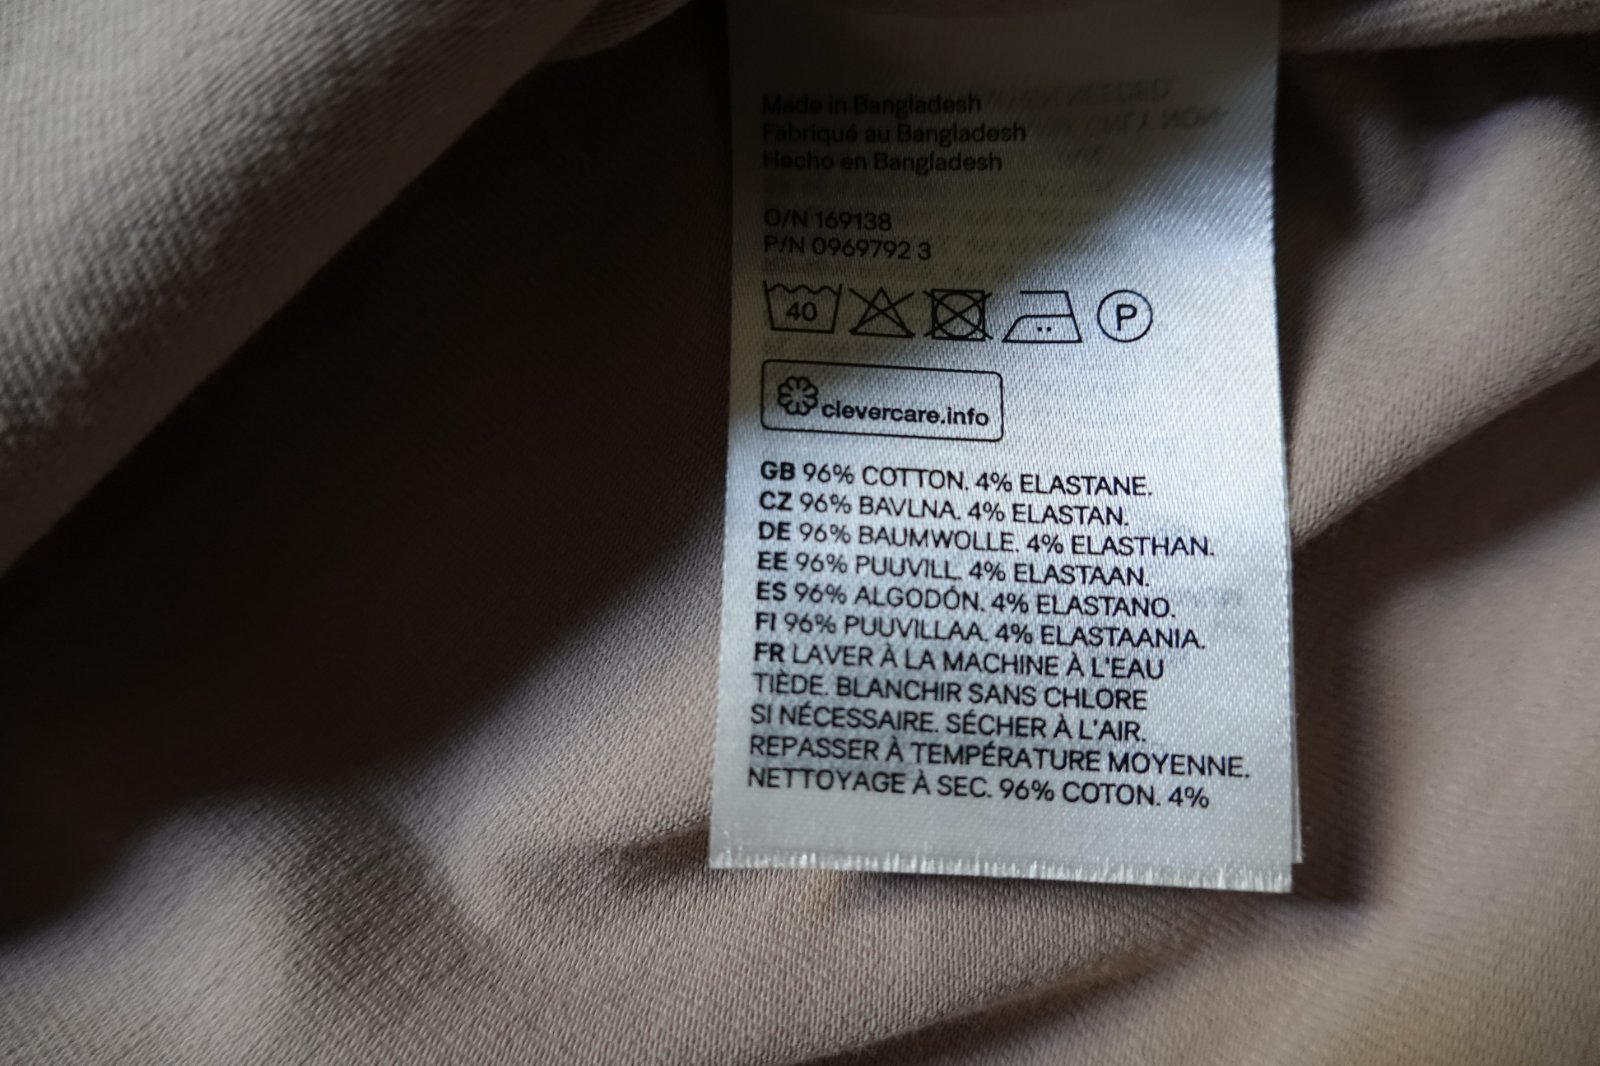 Made in Bangladesh
Fabriqué au Bangladesh
Hecho en Bangladesh
O/N 169138
P/N 0969792 3
40 P
clevercare.info
GB 96% COTTON. 4% ELASTANE.
CZ 96% BAVLNA. 4% ELASTAN.
DE 96% BAUMWOLLE. 4% ELASTHAN.
EE 96% PUUVILL. 4% ELASTAAN.
ES 96% ALGODÓN. 4% ELASTANO.
FI 96% PUUVILLAA. 4% ELASTAANIA.
FR LAVER À LA MACHINE À L'EAU
TIÈDE. BLANCHIR SANS CHLORE
SI NÉCESSAIRE. SÉCHER À L'AIR.
REPASSER À TEMPÉRATURE MOYENNE.
NETTOYAGE À SEC. 96% COTON. 4%